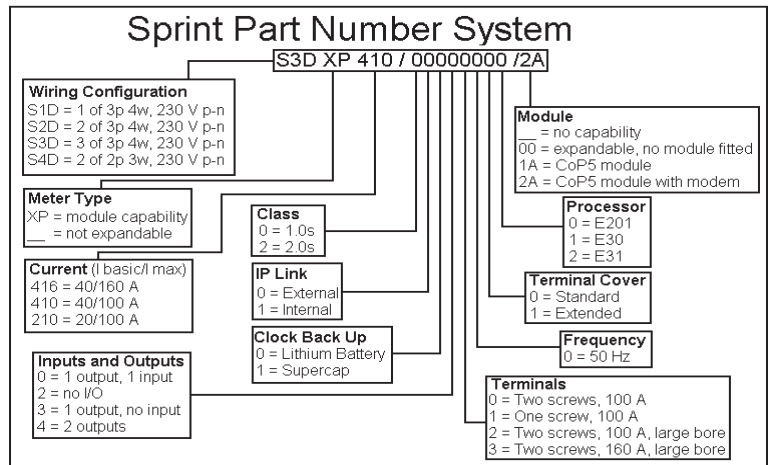 Sprint Part Number System
S3D XP 410 / 00000000 /2A
Wiring Configuration
S1D = 1 of 3p 4w, 230 V p-n
S2D = 2 of 3p 4w, 230 V p-n
S3D = 3 of 3p 4w, 230 V p-n
S4D = 2 of 2p 3w, 230 V p-n
Meter Type
XP = module capability
__ = not expandable
Current (I basic/I max)
416 = 40/160 A
410 = 40/100 A
210 = 20/100 A
Inputs and Outputs
0 = 1 output, 1 input
2 = no I/O
3 = 1 output, no input
4 = 2 outputs
Class
0 = 1.0s
2 = 2.0s
IP Link
0 = External
1 = Internal
Clock Back Up
0 = Lithium Battery
1 = Supercap
Module
__ = no capability
00 = expandable, no module fitted
1A = CoP5 module
2A = CoP5 module with modem
Processor
0 = E201
1 = E30
2 = E31
Terminal Cover
0 = Standard
1 = Extended
Frequency
0 = 50 Hz
Terminals
0 = Two screws, 100 A
1 = One screw, 100 A
2 = Two screws, 100 A, large bore
3 = Two screws, 160 A, large bore